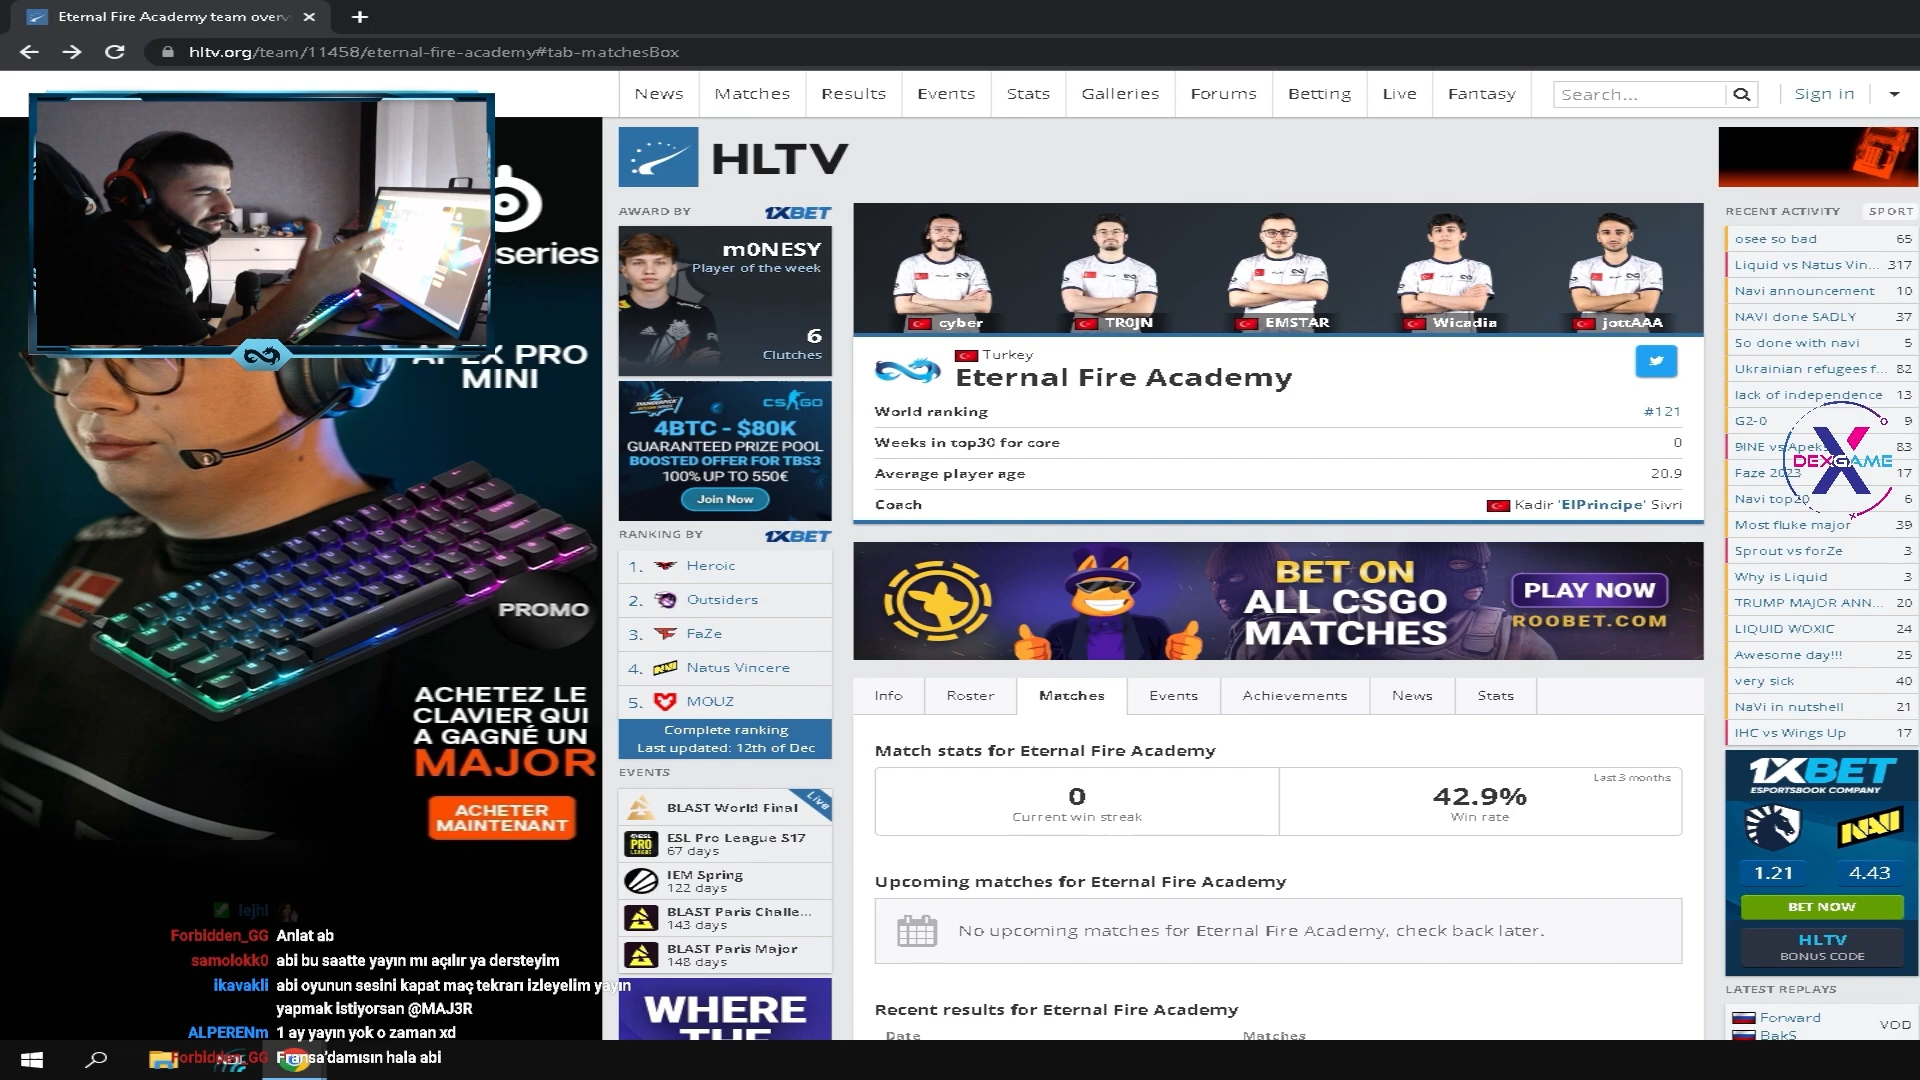 Eternal Fire Academy team over
hltv.org/team/11458/eternal-fire-academy#tab-matchesBox
News
Matches
Results
Events
Stats
Galleries
Forums
Betting
Live
Fantasy
Search...
Sign in
series
APEX PRO
MINI
PROMO
ACHETEZ LE
CLAVIER QUI
A GAGNÉ UN
MAJOR
ACHETER
MAINTENANT
lejhi
Forbidden_GG Anlat ab
samolokk0 abi bu saatte yayın mı açılır ya dersteyim
ikavakli abi oyunun sesini kapat maç tekrarı izleyelim yayın
yapmak istiyorsan @MAJ3R
ALPERENm 1 ay yayın yok o zaman xd
Forbidden_GG Fransa'damısın hala abi
HLTV
AWARD BY 1XBET
m0NESY
Player of the week
6
Clutches
CS:GO
4BTC - $80K
GUARANTEED PRIZE POOL
BOOSTED OFFER FOR TBS3
100% UP TO 550€
Join Now
RANKING BY 1XBET
1. Heroic
2. Outsiders
3. FaZe
4. Natus Vincere
5. MOUZ
Complete ranking
Last updated: 12th of Dec
EVENTS
BLAST World Final
Live
ESL Pro League S17
67 days
IEM Spring
122 days
BLAST Paris Challe...
143 days
BLAST Paris Major
148 days
WHERE
THE
cyber
TR0JN
EMSTAR
Wicadia
jottAAA
Turkey
Eternal Fire Academy
World ranking #121
Weeks in top30 for core 0
Average player age 20.9
Coach Kadir 'ElPrincipe' Sivri
BET ON
ALL CSGO
MATCHES
PLAY NOW
ROOBET.COM
Info
Roster
Matches
Events
Achievements
News
Stats
Match stats for Eternal Fire Academy
Last 3 months
0
Current win streak
42.9%
Win rate
Upcoming matches for Eternal Fire Academy
No upcoming matches for Eternal Fire Academy, check back later.
Recent results for Eternal Fire Academy
Date Matches
RECENT ACTIVITY SPORT
osee so bad 65
Liquid vs Natus Vin... 317
Navi announcement 10
NAVI done SADLY 37
So done with navi 5
Ukrainian refugees f... 82
lack of independence 13
G2-0 9
9INE vs Apeks 83
Faze 2023 17
Navi top20 6
Most fluke major 39
Sprout vs forZe 3
Why is Liquid 3
TRUMP MAJOR ANN... 20
LIQUID WOXIC 24
Awesome day!!! 25
very sick 40
NaVi in nutshell 21
IHC vs Wings Up 17
DEXGAME
1XBET
ESPORTSBOOK COMPANY
NAVI
1.21 4.43
BET NOW
HLTV
BONUS CODE
LATEST REPLAYS
Forward
BakS
VOD